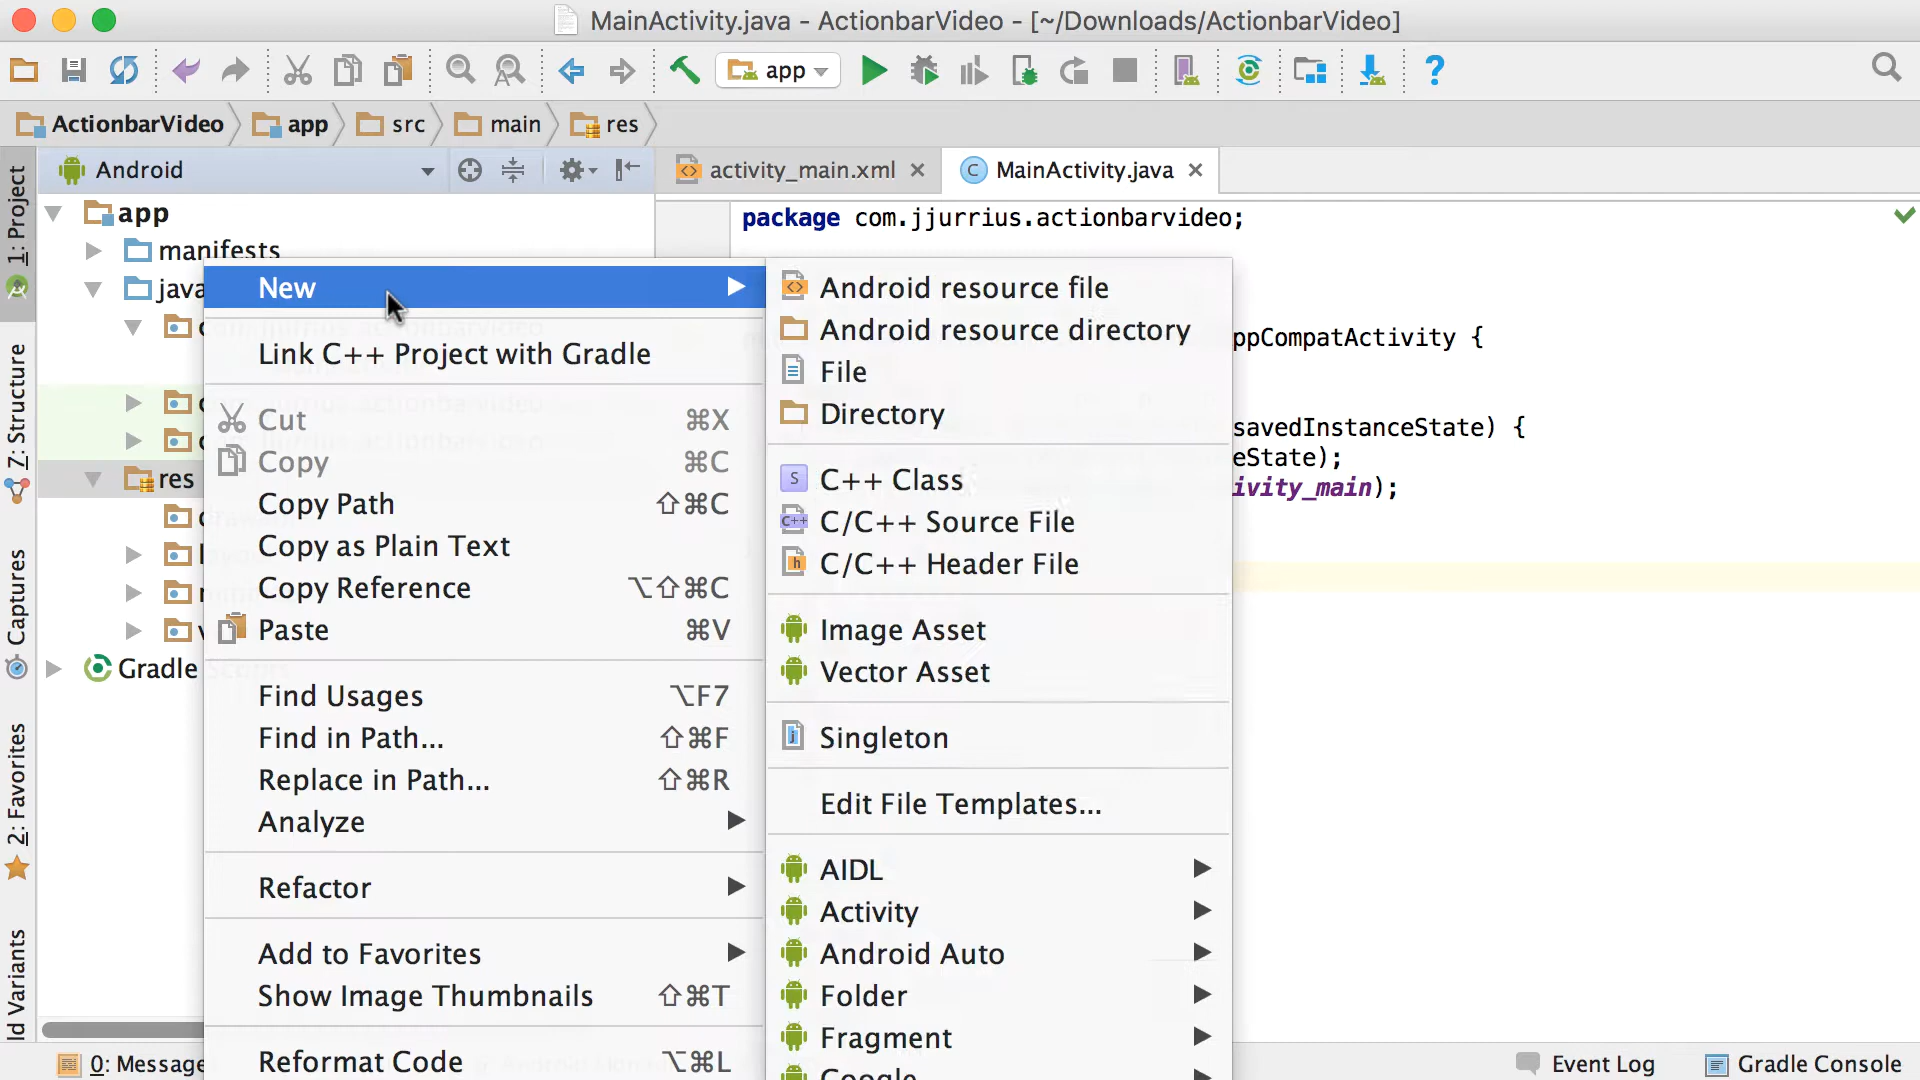 MainActivity.java - ActionbarVideo - [~/Downloads/ActionbarVideo]
app
ActionbarVideo app src main res
Android
activity_main.xml
MainActivity.java
1: Project
Z: Structure
Captures
2: Favorites
ld Variants
app
manifests
java
res
Gradle
New
Link C++ Project with Gradle
Cut ⌘X
Copy ⌘C
Copy Path ⇧⌘C
Copy as Plain Text
Copy Reference ⌥⇧⌘C
Paste ⌘V
Find Usages ⌥F7
Find in Path... ⇧⌘F
Replace in Path... ⇧⌘R
Analyze
Refactor
Add to Favorites
Show Image Thumbnails ⇧⌘T
Reformat Code ⌥⌘L
Android resource file
Android resource directory
File
Directory
C++ Class
C/C++ Source File
C/C++ Header File
Image Asset
Vector Asset
Singleton
Edit File Templates...
AIDL
Activity
Android Auto
Folder
Fragment
Google
package com.jjurrius.actionbarvideo;
ppCompatActivity {
savedInstanceState) {
eState);
ivity_main);
0: Message
Event Log
Gradle Console